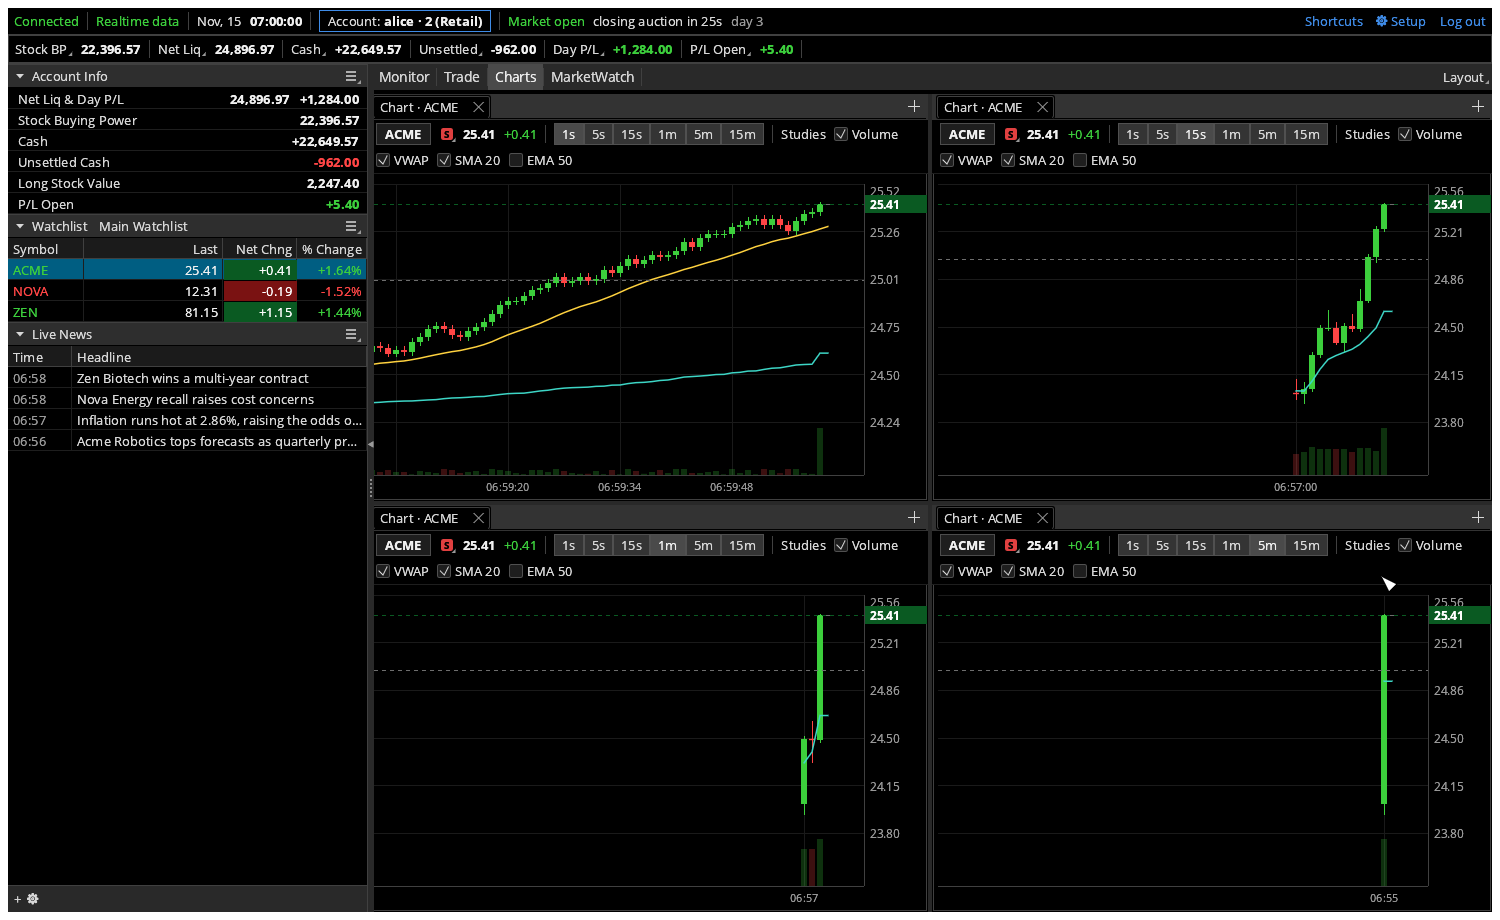 Connected Realtime data Nov, 15 07:00:00 Account: alice · 2 (Retail) Market open closing auction in 25s day 3 Shortcuts Setup Log out
Stock BP 22,396.57 Net Liq 24,896.97 Cash +22,649.57 Unsettled -962.00 Day P/L +1,284.00 P/L Open +5.40
Account Info
Net Liq & Day P/L 24,896.97 +1,284.00
Stock Buying Power 22,396.57
Cash +22,649.57
Unsettled Cash -962.00
Long Stock Value 2,247.40
P/L Open +5.40
Watchlist Main Watchlist
Symbol Last Net Chng % Change
ACME 25.41 +0.41 +1.64%
NOVA 12.31 -0.19 -1.52%
ZEN 81.15 +1.15 +1.44%
Live News
Time Headline
06:58 Zen Biotech wins a multi-year contract
06:58 Nova Energy recall raises cost concerns
06:57 Inflation runs hot at 2.86%, raising the odds o...
06:56 Acme Robotics tops forecasts as quarterly pr...
+
Monitor Trade Charts MarketWatch Layout
Chart · ACME
ACME S 25.41 +0.41 1s 5s 15s 1m 5m 15m Studies Volume
VWAP SMA 20 EMA 50
25.52
25.41
25.26
25.01
24.75
24.50
24.24
06:59:20 06:59:34 06:59:48
Chart · ACME
ACME S 25.41 +0.41 1s 5s 15s 1m 5m 15m Studies Volume
VWAP SMA 20 EMA 50
25.56
25.41
25.21
24.86
24.50
24.15
23.80
06:57:00
Chart · ACME
ACME S 25.41 +0.41 1s 5s 15s 1m 5m 15m Studies Volume
VWAP SMA 20 EMA 50
25.56
25.41
25.21
24.86
24.50
24.15
23.80
06:57
Chart · ACME
ACME S 25.41 +0.41 1s 5s 15s 1m 5m 15m Studies Volume
VWAP SMA 20 EMA 50
25.56
25.41
25.21
24.86
24.50
24.15
23.80
06:55